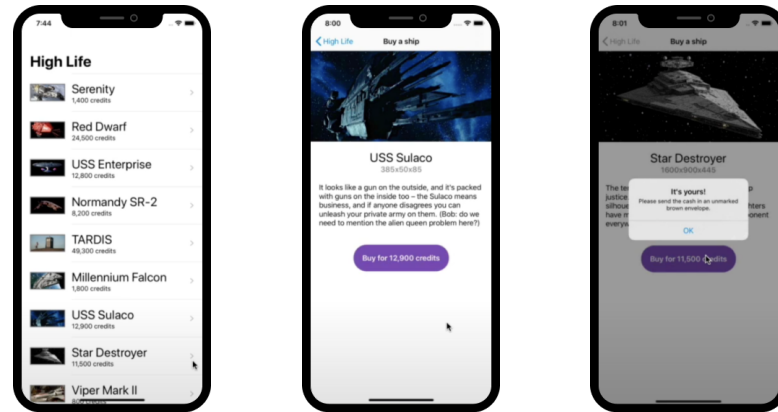 7:44
High Life
Serenity
1,400 credits
Red Dwarf
24,500 credits
USS Enterprise
12,800 credits
Normandy SR-2
8,200 credits
TARDIS
49,300 credits
Millennium Falcon
1,800 credits
USS Sulaco
12,900 credits
Star Destroyer
11,500 credits
Viper Mark II
800 credits
8:00
High Life
Buy a ship
USS Sulaco
385x50x85
It looks like a gun on the outside, and it's packed
with guns on the inside too – the Sulaco means
business, and if anyone disagrees you can
unleash your private army on them. (Bob: do we
need to mention the alien queen problem here?)
Buy for 12,900 credits
8:01
High Life
Buy a ship
Star Destroyer
1600x900x445
The
justice
have
It's yours!
Please send the cash in an unmarked
brown envelope.
OK
Buy for 11,500 credits